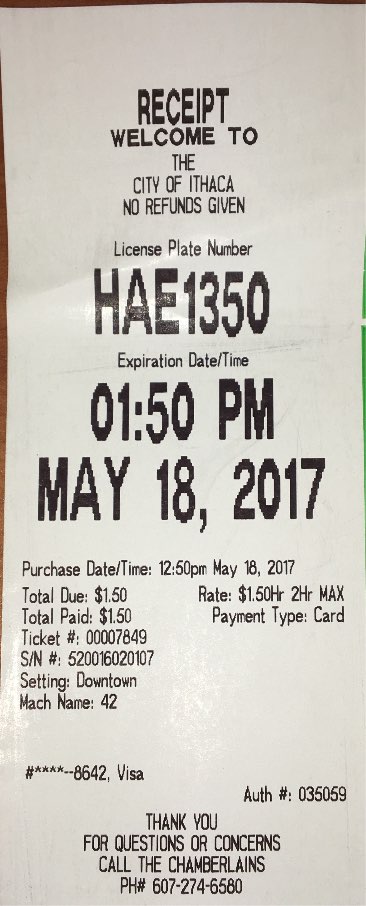 RECEIPT
WELCOME TO
THE
CITY OF ITHACA
NO REFUNDS GIVEN
License Plate Number
HAE1350
Expiration Date/Time
01:50 PM
MAY 18, 2017
Purchase Date/Time: 12:50pm May 18, 2017
Total Due: $1.50 Rate: $1.50Hr 2Hr MAX
Total Paid: $1.50 Payment Type: Card
Ticket #: 00007849
S/N #: 520016020107
Setting: Downtown
Mach Name: 42
#****-8642, Visa
Auth #: 035059
THANK YOU
FOR QUESTIONS OR CONCERNS
CALL THE CHAMBERLAINS
PH# 607-274-6580